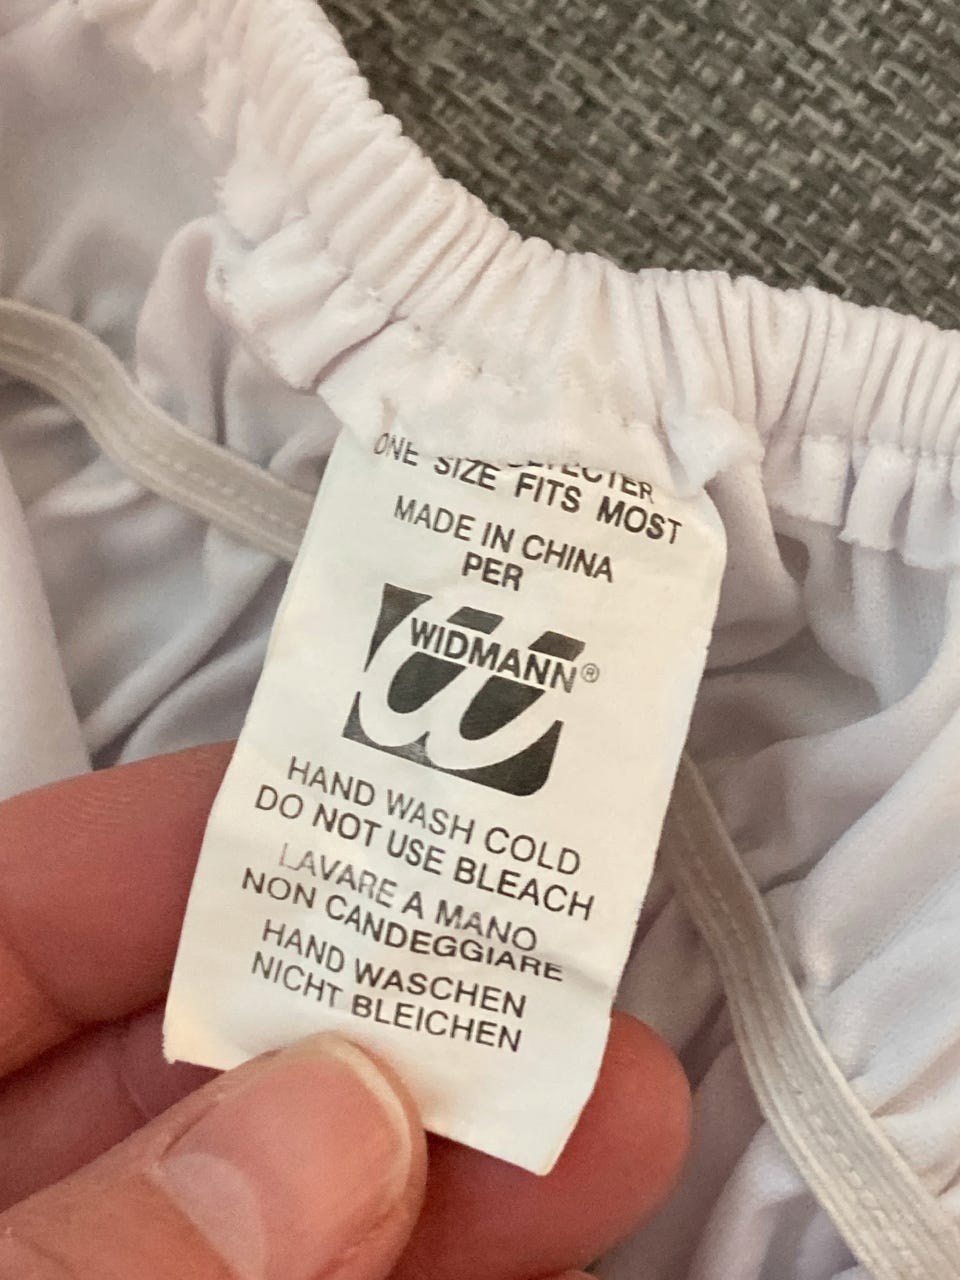 ONE SIZE FITS MOST
MADE IN CHINA
PER
WIDMANN®
HAND WASH COLD
DO NOT USE BLEACH
LAVARE A MANO
NON CANDEGGIARE
HAND WASCHEN
NICHT BLEICHEN